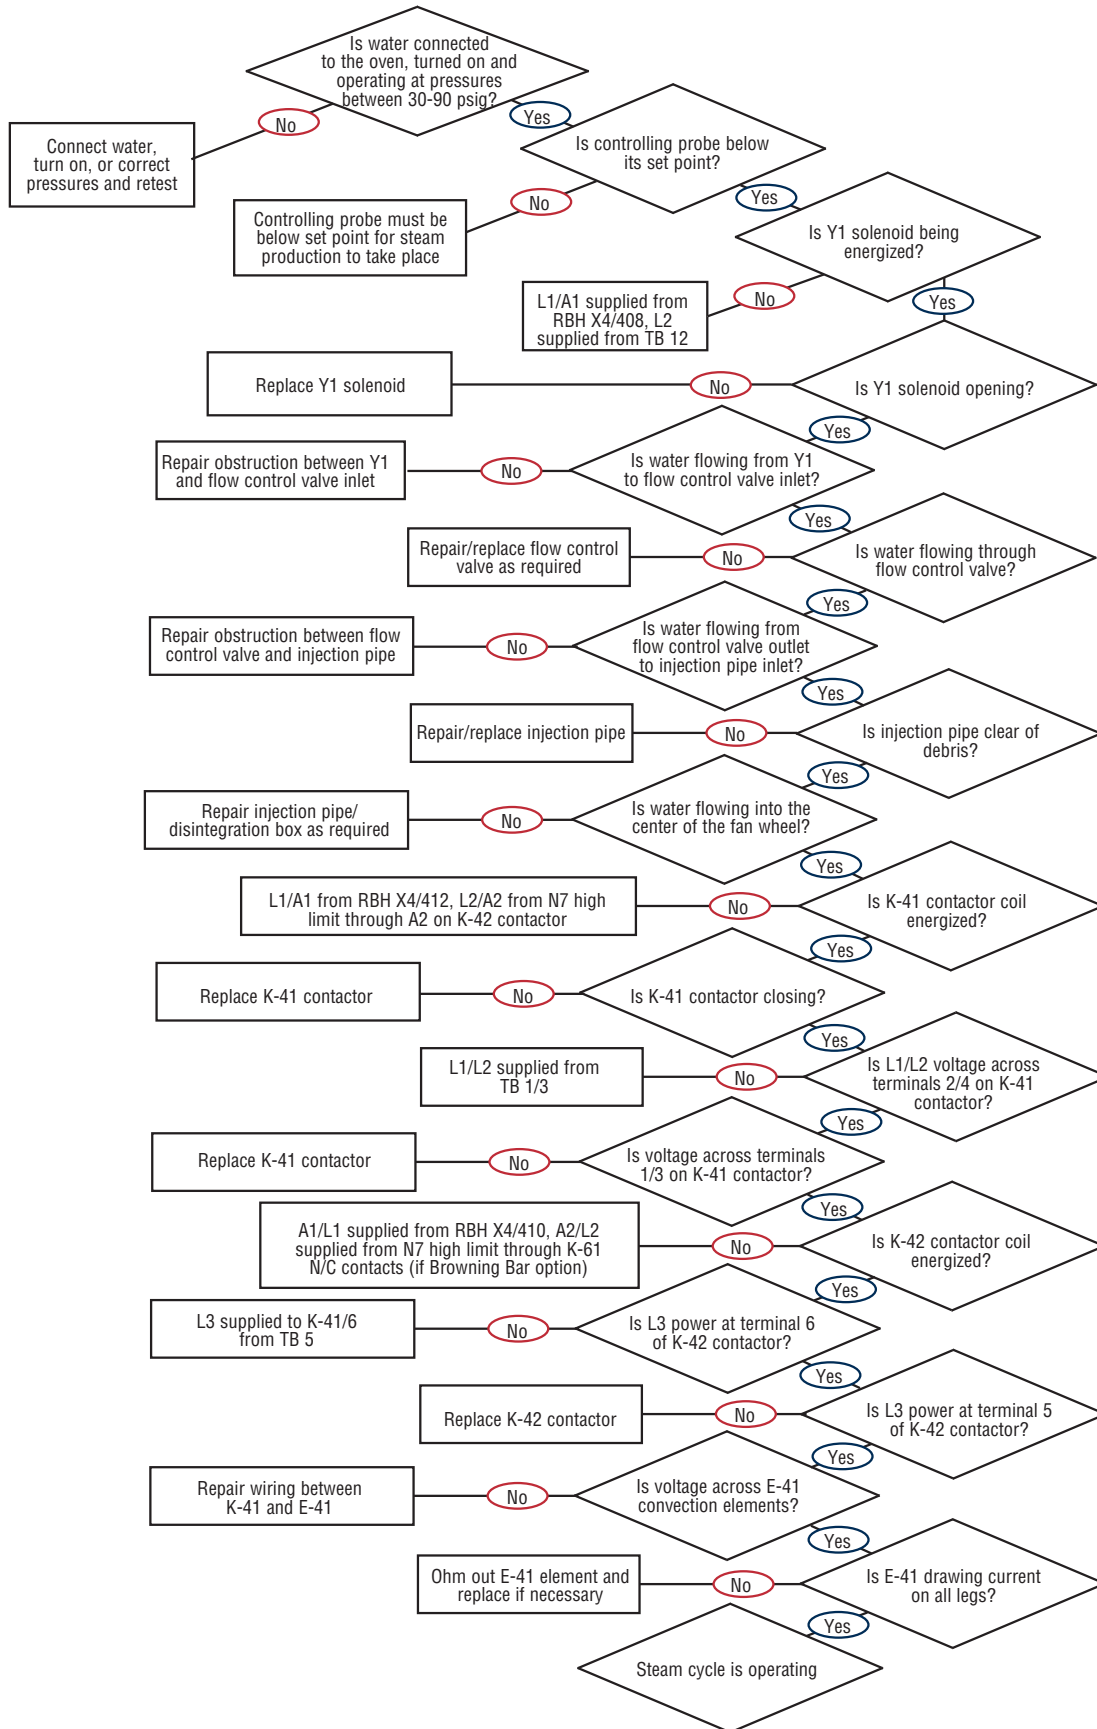 Is water connected
to the oven, turned on and
operating at pressures
between 30-90 psig?
No
Yes
Connect water,
turn on, or correct
pressures and retest
Is controlling probe below
its set point?
No
Yes
Controlling probe must be
below set point for steam
production to take place
Is Y1 solenoid being
energized?
No
Yes
L1/A1 supplied from
RBH X4/408, L2
supplied from TB 12
Is Y1 solenoid opening?
No
Replace Y1 solenoid
Yes
Is water flowing from Y1
to flow control valve inlet?
No
Repair obstruction between Y1
and flow control valve inlet
Yes
Is water flowing through
flow control valve?
No
Repair/replace flow control
valve as required
Yes
Is water flowing from
flow control valve outlet
to injection pipe inlet?
No
Repair obstruction between flow
control valve and injection pipe
Yes
Is injection pipe clear of
debris?
No
Repair/replace injection pipe
Yes
Is water flowing into the
center of the fan wheel?
No
Repair injection pipe/
disintegration box as required
Yes
Is K-41 contactor coil
energized?
No
L1/A1 from RBH X4/412, L2/A2 from N7 high
limit through A2 on K-42 contactor
Yes
Is K-41 contactor closing?
No
Replace K-41 contactor
Yes
Is L1/L2 voltage across
terminals 2/4 on K-41
contactor?
No
L1/L2 supplied from
TB 1/3
Yes
Is voltage across terminals
1/3 on K-41 contactor?
No
Replace K-41 contactor
Yes
Is K-42 contactor coil
energized?
No
A1/L1 supplied from RBH X4/410, A2/L2
supplied from N7 high limit through K-61
N/C contacts (if Browning Bar option)
Yes
Is L3 power at terminal 6
of K-42 contactor?
No
L3 supplied to K-41/6
from TB 5
Yes
Is L3 power at terminal 5
of K-42 contactor?
No
Replace K-42 contactor
Yes
Is voltage across E-41
convection elements?
No
Repair wiring between
K-41 and E-41
Yes
Is E-41 drawing current
on all legs?
No
Ohm out E-41 element and
replace if necessary
Yes
Steam cycle is operating